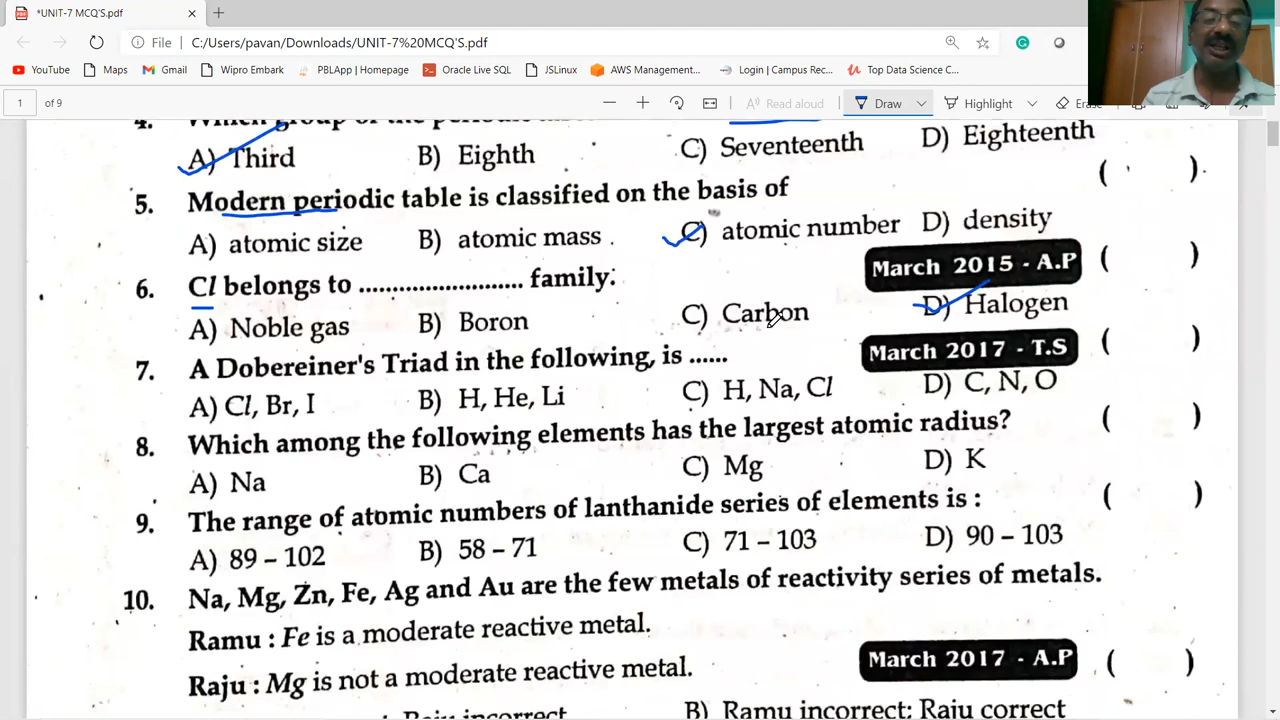 *UNIT-7 MCQ'S.pdf
File C:/Users/pavan/Downloads/UNIT-7%20MCQ'S.pdf
YouTube Maps Gmail Wipro Embark PBLApp | Homepage Oracle Live SQL JSLinux AWS Management... Login | Campus Rec... Top Data Science C...
1 of 9 Read aloud Draw Highlight Erase
4. Which group of the periodic
A) Third B) Eighth C) Seventeenth D) Eighteenth
5. Modern periodic table is classified on the basis of ( ).
A) atomic size B) atomic mass . C) atomic number D) density
March 2015 - A.P ( )
6. Cl belongs to ........................ family:
A) Noble gas B) Boron C) Carbon D) Halogen
7. A Dobereiner's Triad in the following, is ...... March 2017 - T.S ( )
A) Cl, Br, I B) H, He, Li C) H, Na, Cl D) C, N, O
8. Which among the following elements has the largest atomic radius? ( )
A) Na B) Ca C) Mg D) K
9. The range of atomic numbers of lanthanide series of elements is : ( )
A) 89 – 102 B) 58 – 71 C) 71 – 103 D) 90 – 103
10. Na, Mg, Zn, Fe, Ag and Au are the few metals of reactivity series of metals.
Ramu : Fe is a moderate reactive metal.
Raju : Mg is not a moderate reactive metal. March 2017 - A.P ( )
Raju incorrect B) Ramu incorrect; Raju correct